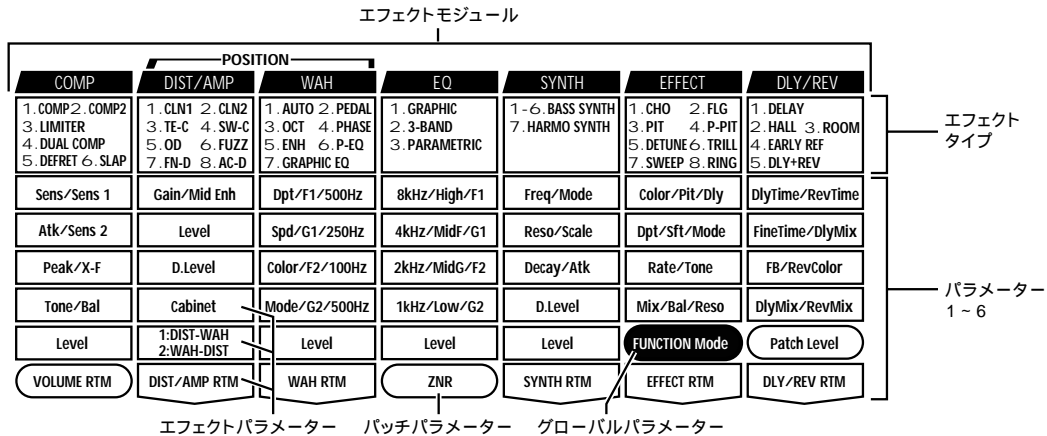 エフェクトモジュール
POSITION
COMP DIST/AMP WAH EQ SYNTH EFFECT DLY/REV
1.COMP 2.COMP2
3.LIMITER
4.DUAL COMP
5.DEFRET 6.SLAP
1.CLN1 2.CLN2
3.TE-C 4.SW-C
5.OD 6.FUZZ
7.FN-D 8.AC-D
1.AUTO 2.PEDAL
3.OCT 4.PHASE
5.ENH 6.P-EQ
7.GRAPHIC EQ
1.GRAPHIC
2.3-BAND
3.PARAMETRIC
1-6.BASS SYNTH
7.HARMO SYNTH
1.CHO 2.FLG
3.PIT 4.P-PIT
5.DETUNE 6.TRILL
7.SWEEP 8.RING
1.DELAY
2.HALL 3.ROOM
4.EARLY REF
5.DLY+REV
エフェクト
タイプ
Sens/Sens 1 Gain/Mid Enh Dpt/F1/500Hz 8kHz/High/F1 Freq/Mode Color/Pit/Dly DlyTime/RevTime
Atk/Sens 2 Level Spd/G1/250Hz 4kHz/MidF/G1 Reso/Scale Dpt/Sft/Mode FineTime/DlyMix
Peak/X-F D.Level Color/F2/100Hz 2kHz/MidG/F2 Decay/Atk Rate/Tone FB/RevColor
Tone/Bal Cabinet Mode/G2/500Hz 1kHz/Low/G2 D.Level Mix/Bal/Reso DlyMix/RevMix
パラメーター
1 ~ 6
Level 1:DIST-WAH
2:WAH-DIST Level Level Level FUNCTION Mode Patch Level
VOLUME RTM DIST/AMP RTM WAH RTM ZNR SYNTH RTM EFFECT RTM DLY/REV RTM
エフェクトパラメーター パッチパラメーター グローバルパラメーター